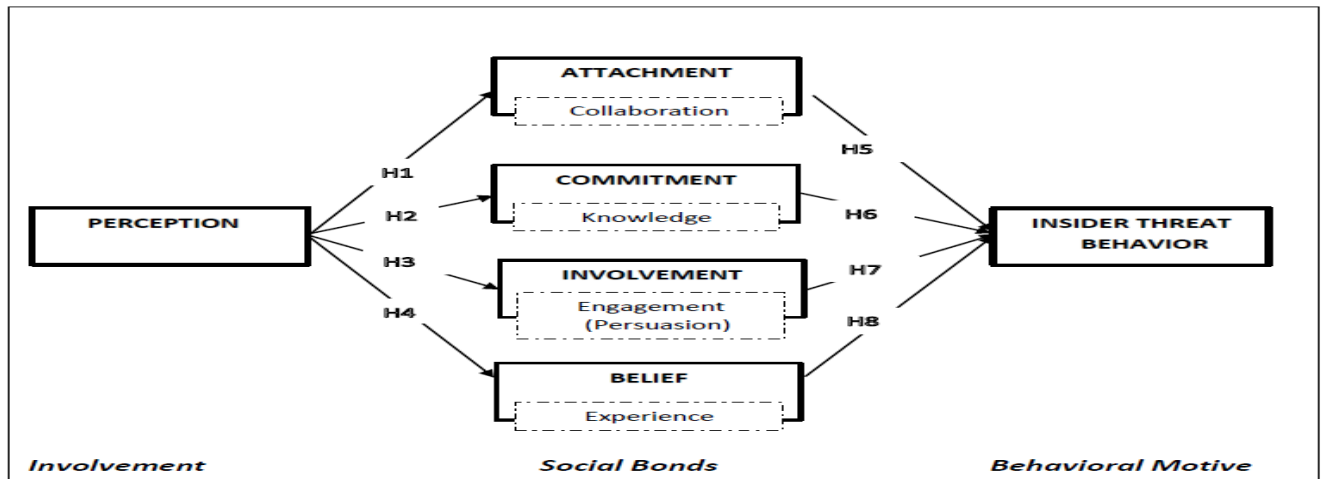 ATTACHMENT
Collaboration
H1
H5
COMMITMENT
Knowledge
H2
H6
PERCEPTION
INSIDER THREAT
BEHAVIOR
H3
H7
INVOLVEMENT
Engagement
(Persuasion)
H4
H8
BELIEF
Experience
Involvement
Social Bonds
Behavioral Motive